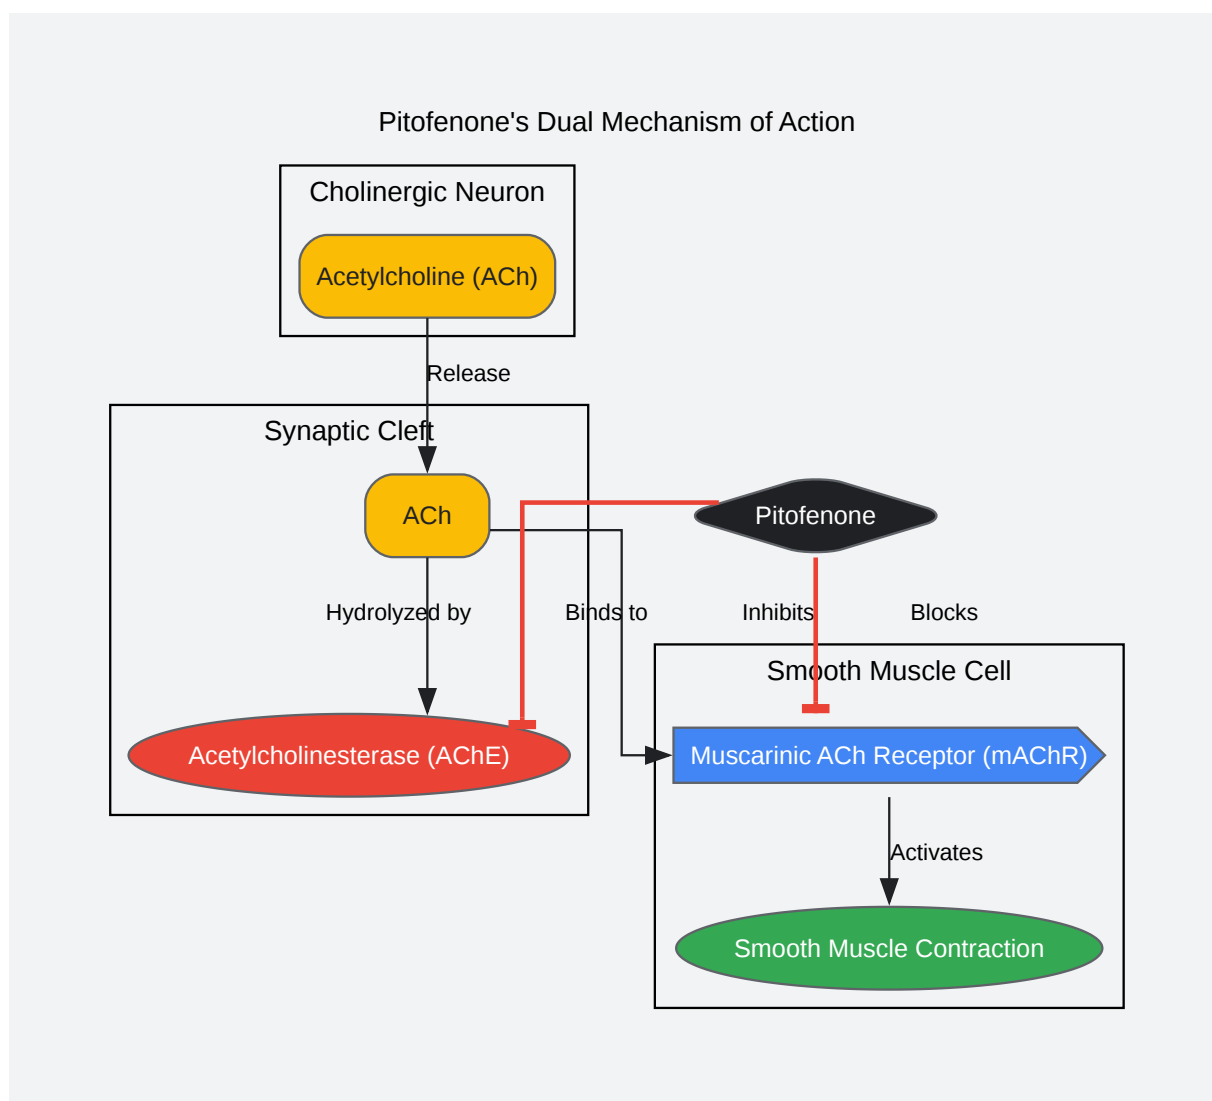 Pitofenone's Dual Mechanism of Action
Cholinergic Neuron
Acetylcholine (ACh)
Release
Synaptic Cleft
ACh
Pitofenone
Hydrolyzed by
Binds to
Inhibits
Blocks
Smooth Muscle Cell
Acetylcholinesterase (AChE)
Muscarinic ACh Receptor (mAChR)
Activates
Smooth Muscle Contraction